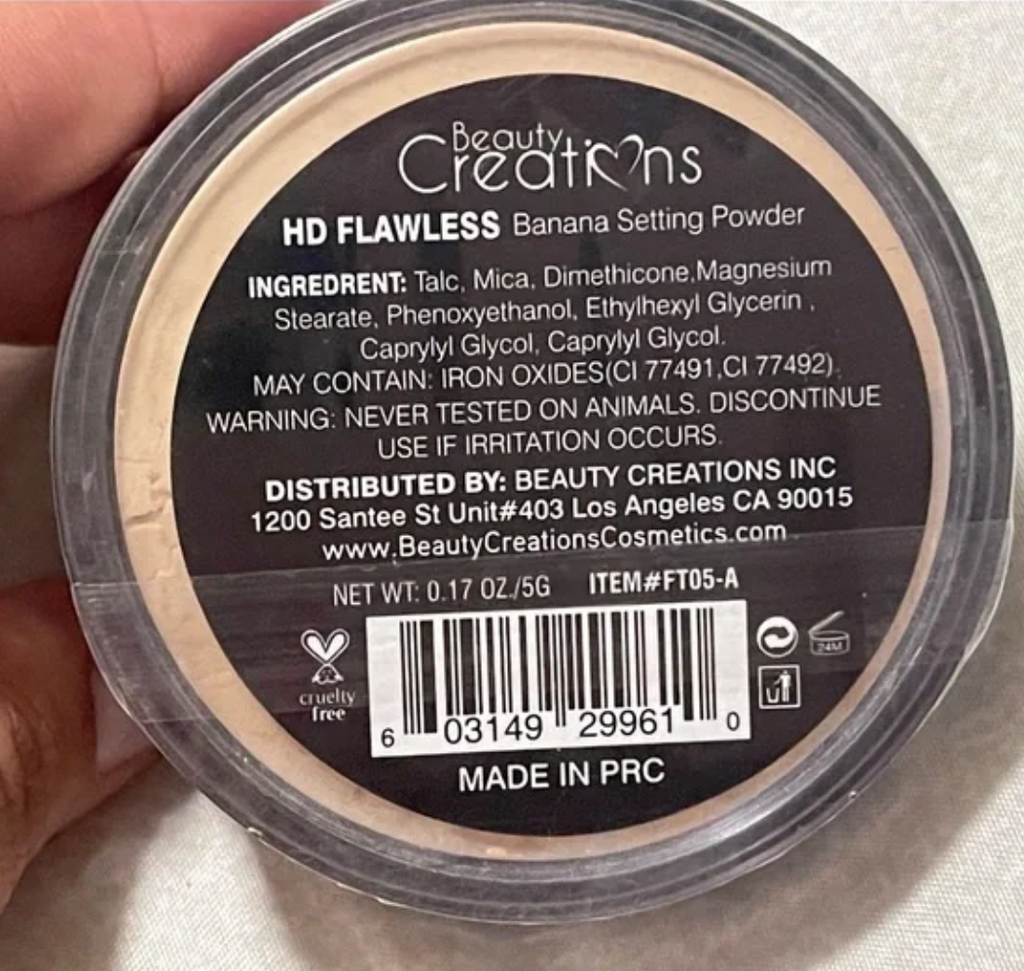 Beauty
Creations
HD FLAWLESS Banana Setting Powder
INGREDRENT: Talc, Mica, Dimethicone,Magnesium
Stearate, Phenoxyethanol, Ethylhexyl Glycerin ,
Caprylyl Glycol, Caprylyl Glycol.
MAY CONTAIN: IRON OXIDES(CI 77491,CI 77492).
WARNING: NEVER TESTED ON ANIMALS. DISCONTINUE
USE IF IRRITATION OCCURS.
DISTRIBUTED BY: BEAUTY CREATIONS INC
1200 Santee St Unit#403 Los Angeles CA 90015
www.BeautyCreationsCosmetics.com
NET WT: 0.17 OZ./5G ITEM#FT05-A
cruelty
free
24M
6 03149 29961 0
MADE IN PRC